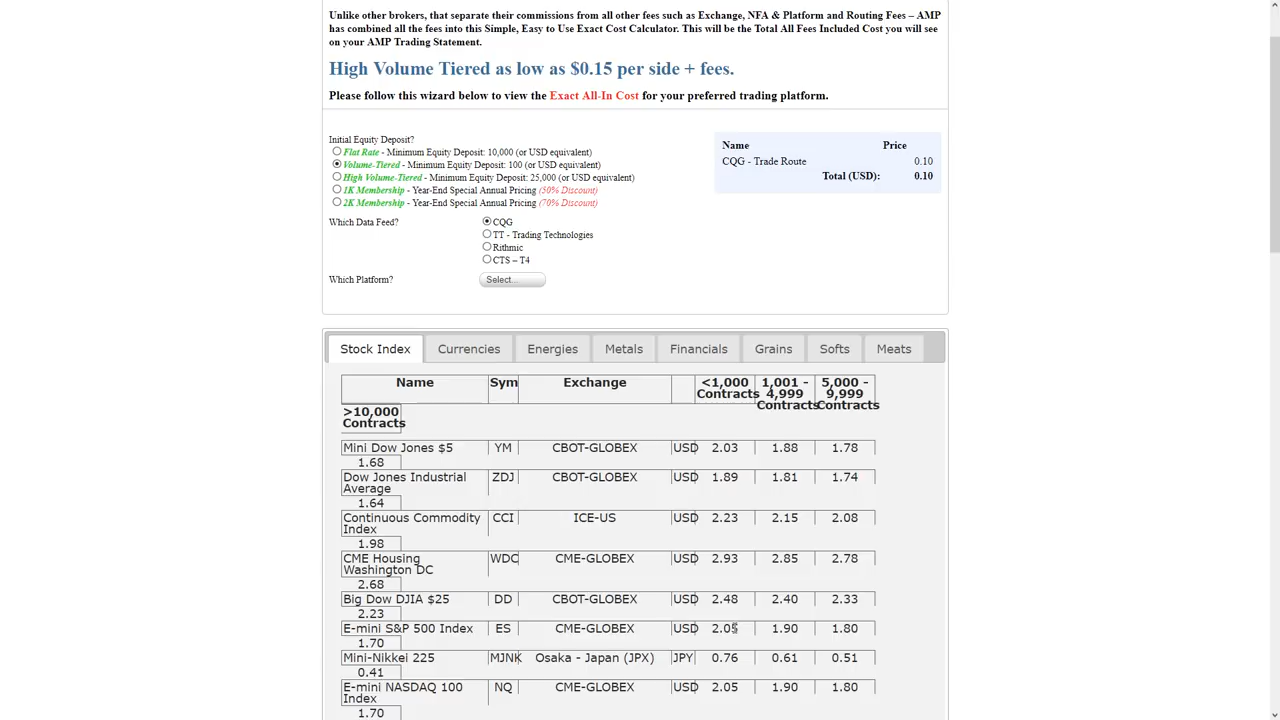 Unlike other brokers, that separate their commissions from all other fees such as Exchange, NFA & Platform and Routing Fees – AMP
has combined all the fees into this Simple, Easy to Use Exact Cost Calculator. This will be the Total All Fees Included Cost you will see
on your AMP Trading Statement.
High Volume Tiered as low as $0.15 per side + fees.
Please follow this wizard below to view the Exact All-In Cost for your preferred trading platform.
Initial Equity Deposit?
Flat Rate - Minimum Equity Deposit: 10,000 (or USD equivalent)
Volume-Tiered - Minimum Equity Deposit: 100 (or USD equivalent)
High Volume-Tiered - Minimum Equity Deposit: 25,000 (or USD equivalent)
1K Membership - Year-End Special Annual Pricing (50% Discount)
2K Membership - Year-End Special Annual Pricing (70% Discount)
Name Price
CQG - Trade Route 0.10
Total (USD): 0.10
Which Data Feed? CQG
TT - Trading Technologies
Rithmic
CTS – T4
Which Platform? Select...
Stock Index Currencies Energies Metals Financials Grains Softs Meats
Name Sym Exchange <1,000 Contracts 1,001 - 4,999 Contracts 5,000 - 9,999 Contracts
>10,000
Contracts
Mini Dow Jones $5 YM CBOT-GLOBEX USD 2.03 1.88 1.78
1.68
Dow Jones Industrial ZDJ CBOT-GLOBEX USD 1.89 1.81 1.74
Average
1.64
Continuous Commodity CCI ICE-US USD 2.23 2.15 2.08
Index
1.98
CME Housing WDC CME-GLOBEX USD 2.93 2.85 2.78
Washington DC
2.68
Big Dow DJIA $25 DD CBOT-GLOBEX USD 2.48 2.40 2.33
2.23
E-mini S&P 500 Index ES CME-GLOBEX USD 2.05 1.90 1.80
1.70
Mini-Nikkei 225 MJNK Osaka - Japan (JPX) JPY 0.76 0.61 0.51
0.41
E-mini NASDAQ 100 NQ CME-GLOBEX USD 2.05 1.90 1.80
Index
1.70